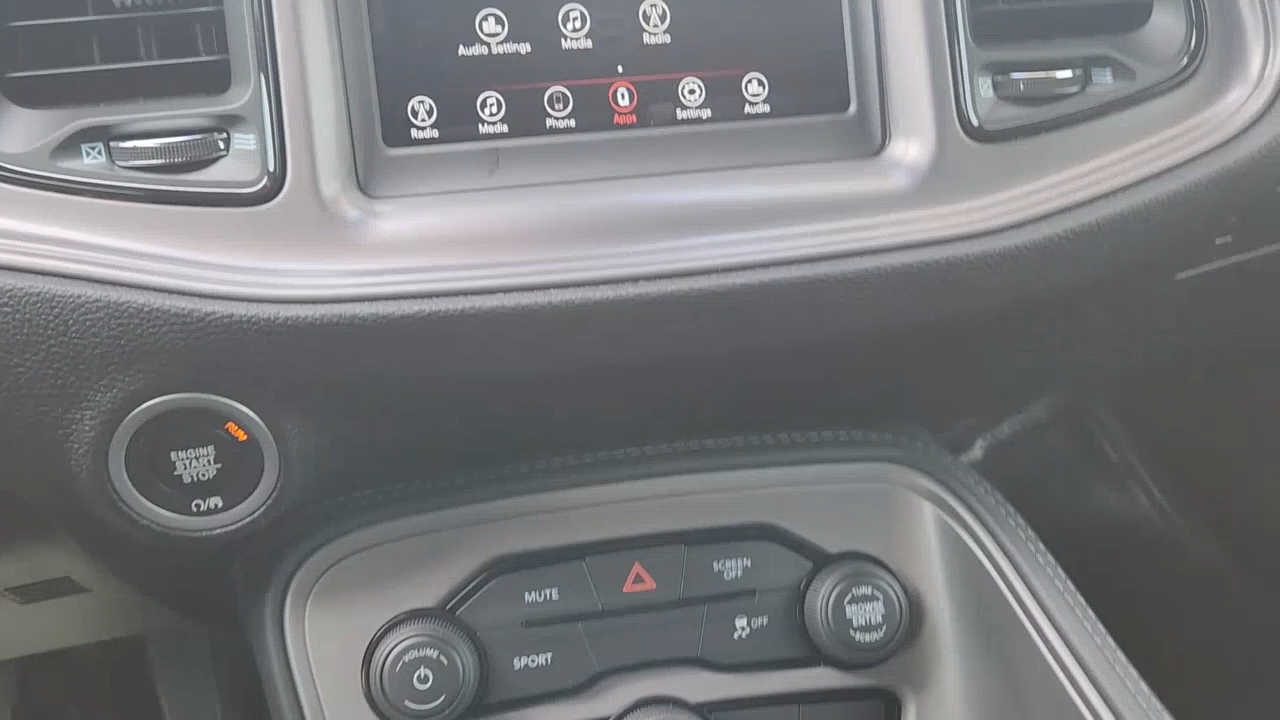 Audio Settings
Media
Radio
Radio
Media
Phone
Apps
Settings
Audio
RUN
ENGINE
START
STOP
MUTE
SCREEN
OFF
SPORT
OFF
VOLUME
TUNE
BROWSE
ENTER
SCROLL